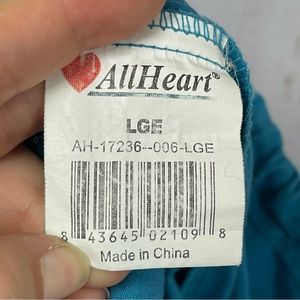 AllHeart®
LGE
AH-17236--006-LGE
8 43645 02109 8
Made in China